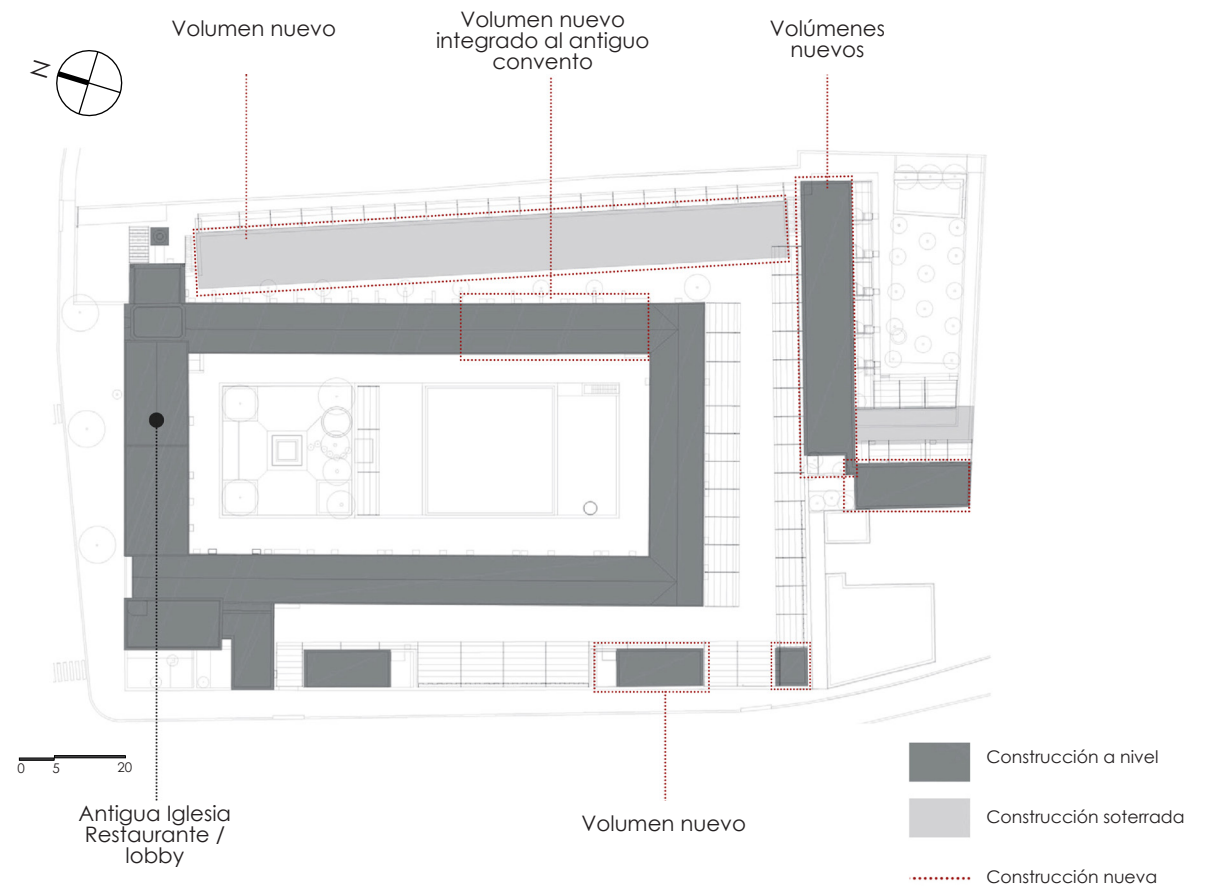 Volumen nuevo
Volumen nuevo
integrado al antiguo
convento
Volúmenes
nuevos
N
0 5 20
Antigua Iglesia
Restaurante /
lobby
Volumen nuevo
Construcción a nivel
Construcción soterrada
Construcción nueva